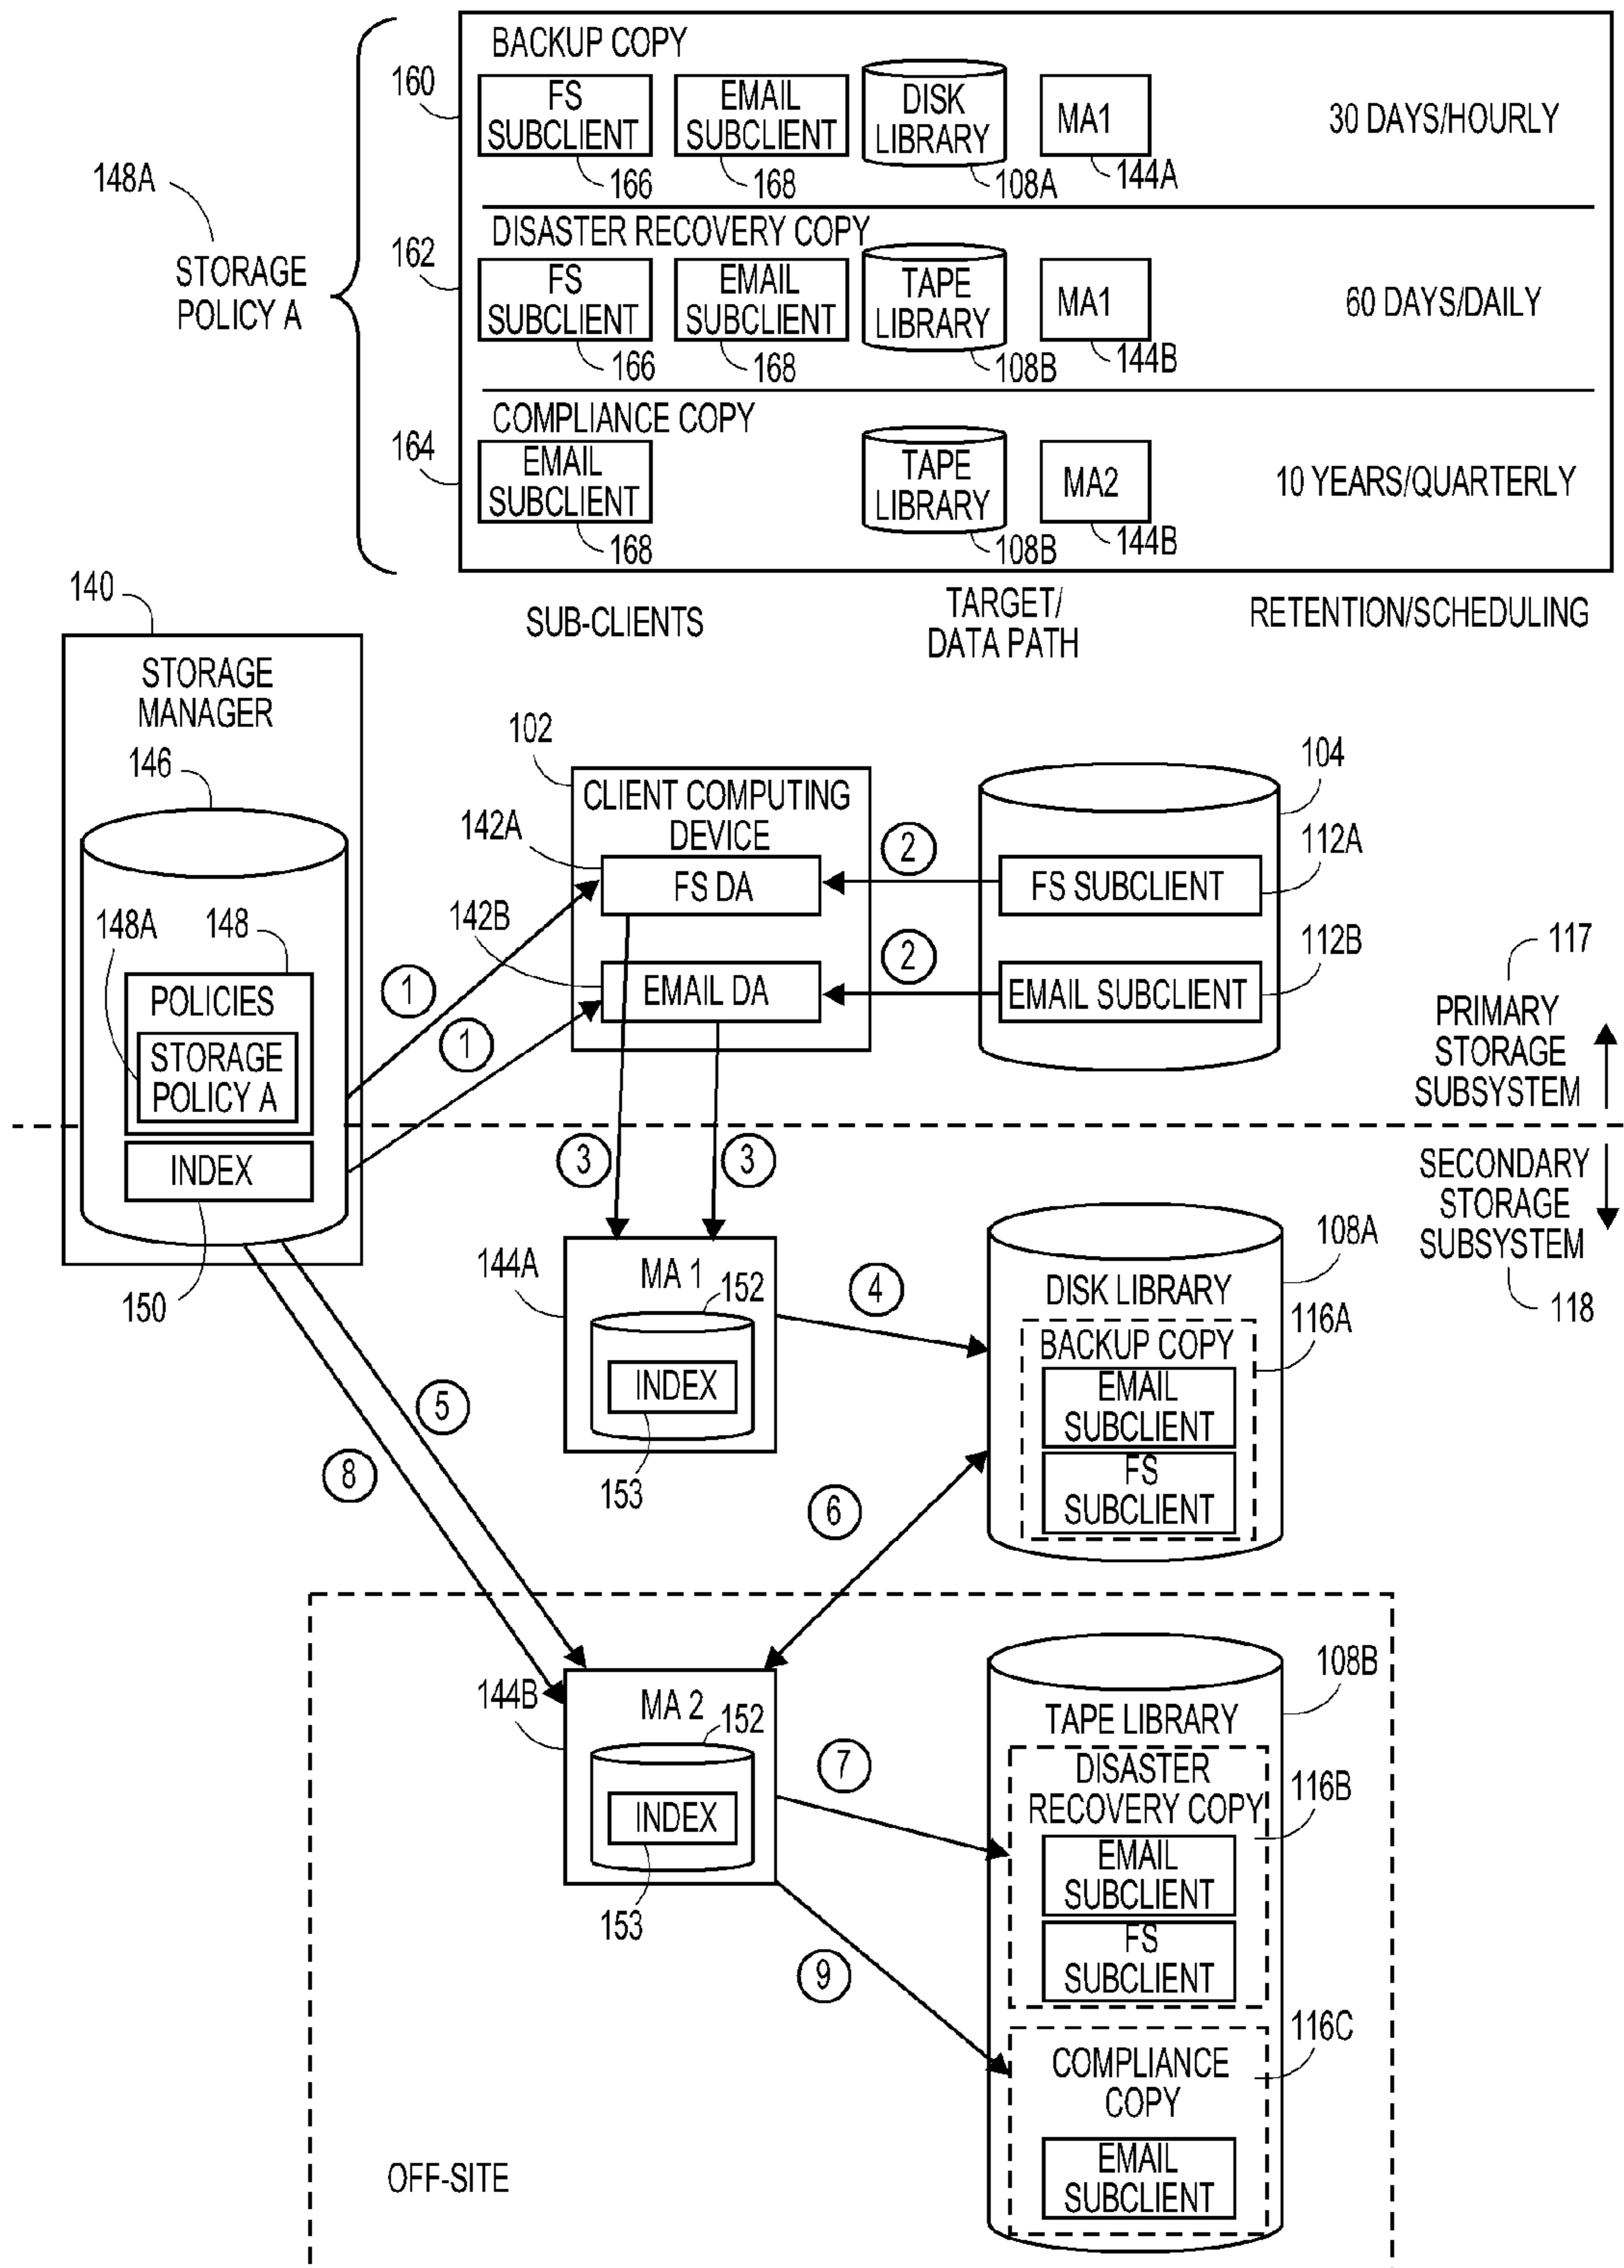 BACKUP COPY
160
FS
SUBCLIENT
166
EMAIL
SUBCLIENT
168
DISK
LIBRARY
108A
MA1
144A
30 DAYS/HOURLY
148A
STORAGE
POLICY A
DISASTER RECOVERY COPY
162
FS
SUBCLIENT
166
EMAIL
SUBCLIENT
168
TAPE
LIBRARY
108B
MA1
144B
60 DAYS/DAILY
COMPLIANCE COPY
164
EMAIL
SUBCLIENT
168
TAPE
LIBRARY
108B
MA2
144B
10 YEARS/QUARTERLY
SUB-CLIENTS
TARGET/
DATA PATH
RETENTION/SCHEDULING
140
STORAGE
MANAGER
146
148A
148
POLICIES
STORAGE
POLICY A
INDEX
150
102
CLIENT COMPUTING
DEVICE
142A
FS DA
142B
EMAIL DA
1
1
2
2
104
FS SUBCLIENT
112A
EMAIL SUBCLIENT
112B
117
PRIMARY
STORAGE
SUBSYSTEM
SECONDARY
STORAGE
SUBSYSTEM
118
3
3
144A
MA 1
152
INDEX
153
4
108A
DISK LIBRARY
116A
BACKUP COPY
EMAIL
SUBCLIENT
FS
SUBCLIENT
5
8
6
144B
MA 2
152
INDEX
153
7
9
108B
TAPE LIBRARY
DISASTER
RECOVERY COPY
116B
EMAIL
SUBCLIENT
FS
SUBCLIENT
116C
COMPLIANCE
COPY
EMAIL
SUBCLIENT
OFF-SITE